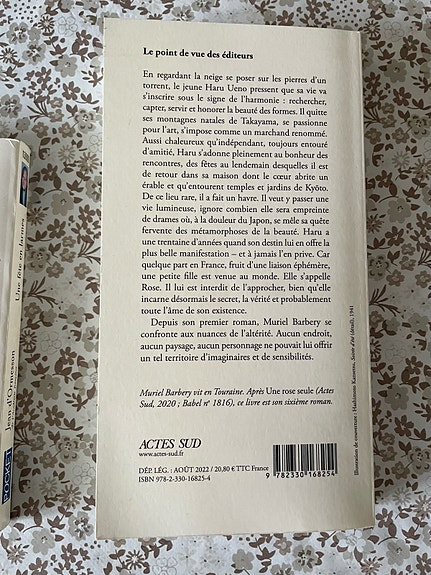 Le point de vue des éditeurs
En regardant la neige se poser sur les pierres d'un
torrent, le jeune Haru Ueno pressent que sa vie va
s'inscrire sous le signe de l'harmonie : rechercher,
capter, servir et honorer la beauté des formes. Il quitte
ses montagnes natales de Takayama, se passionne
pour l'art, s'impose comme un marchand renommé.
Aussi chaleureux qu'indépendant, toujours entouré
d'amitié, Haru s'adonne pleinement au bonheur des
rencontres, des fêtes au lendemain desquelles il est
de retour dans sa maison dont le cœur abrite un
érable et qu'entourent temples et jardins de Kyōto.
De ce lieu rare, il a fait un havre. Il veut y passer une
vie lumineuse, ignore combien elle sera empreinte
de drames où, à la douleur du Japon, se mêle sa quête
fervente des métamorphoses de la beauté. Haru a
une trentaine d'années quand son destin lui en offre la
plus belle manifestation – et à jamais l'en prive. Car
quelque part en France, fruit d'une liaison éphémère,
une petite fille est venue au monde. Elle s'appelle
Rose. Il lui est interdit de l'approcher, bien qu'elle
incarne désormais le secret, la vérité et probablement
toute l'âme de son existence.
Depuis son premier roman, Muriel Barbery se
confronte aux nuances de l'altérité. Aucun endroit,
aucun paysage, aucun personnage ne pouvait lui offrir
un tel territoire d'imaginaires et de sensibilités.
Muriel Barbery vit en Touraine. Après Une rose seule (Actes
Sud, 2020 ; Babel n° 1816), ce livre est son sixième roman.
ACTES SUD
www.actes-sud.fr
DÉP. LÉG. : AOÛT 2022 / 20,80 € TTC France
ISBN 978-2-330-16825-4
9 782330 168254
Illustration de couverture : Hashimoto Kansetsu, Soirée d'été (détail), 1941
Jean d'Ormesson
Une fête en larmes
POCKET